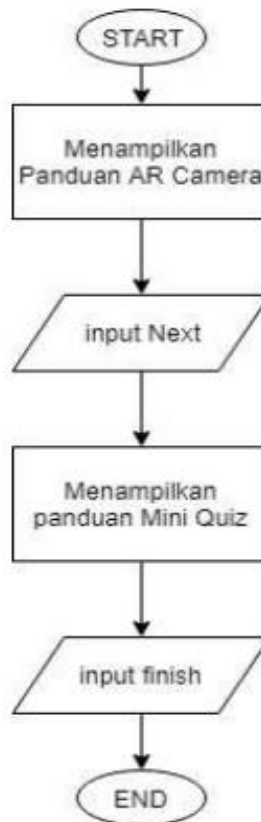 START
Menampilkan
Panduan AR Camera
input Next
Menampilkan
panduan Mini Quiz
input finish
END